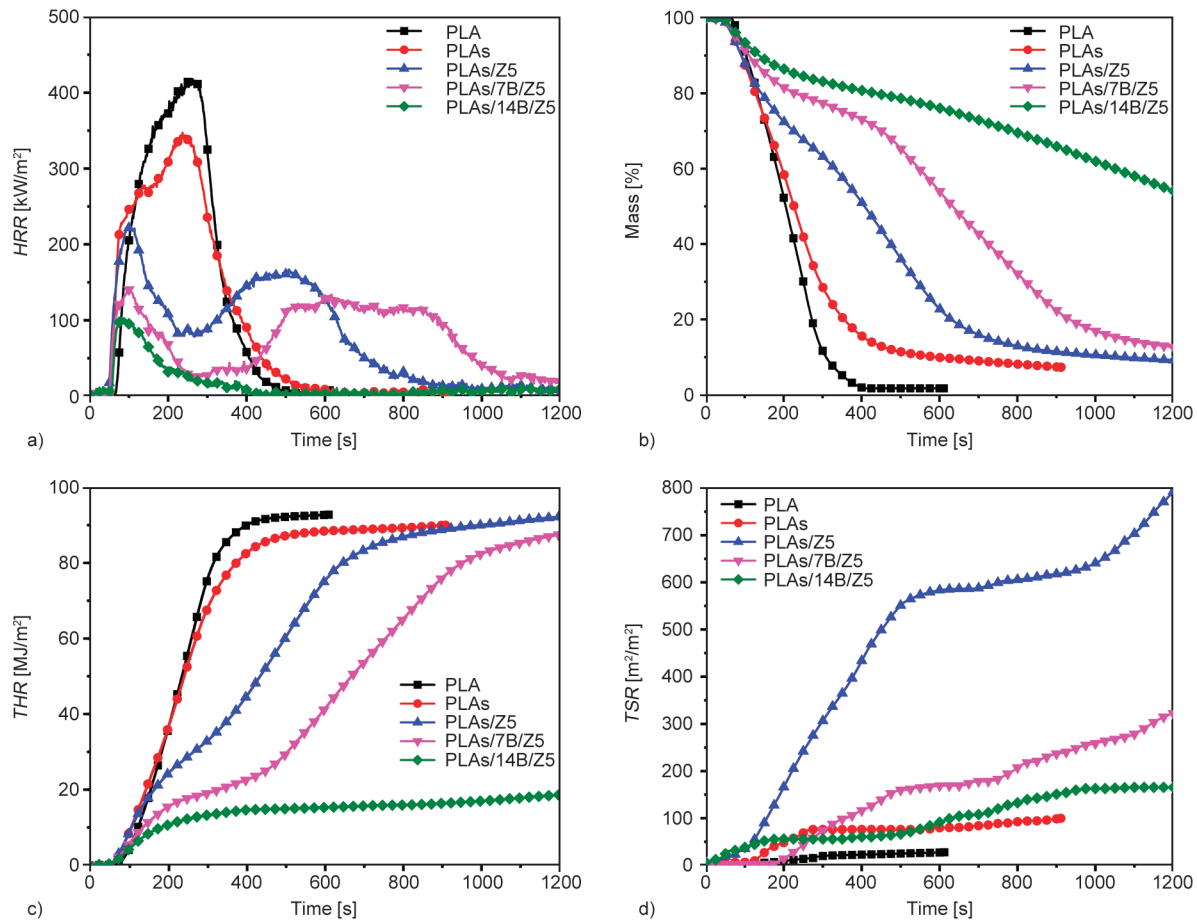 500
400
300
200
100
0
HRR [kW/m²]
PLA
PLAs
PLAs/Z5
PLAs/7B/Z5
PLAs/14B/Z5
0 200 400 600 800 1000 1200
Time [s]
a)
100
80
60
40
20
0
Mass [%]
PLA
PLAs
PLAs/Z5
PLAs/7B/Z5
PLAs/14B/Z5
0 200 400 600 800 1000 1200
Time [s]
b)
100
80
60
40
20
0
THR [MJ/m²]
PLA
PLAs
PLAs/Z5
PLAs/7B/Z5
PLAs/14B/Z5
0 200 400 600 800 1000 1200
Time [s]
c)
800
700
600
500
400
300
200
100
0
TSR [m²/m²]
PLA
PLAs
PLAs/Z5
PLAs/7B/Z5
PLAs/14B/Z5
0 200 400 600 800 1000 1200
Time [s]
d)